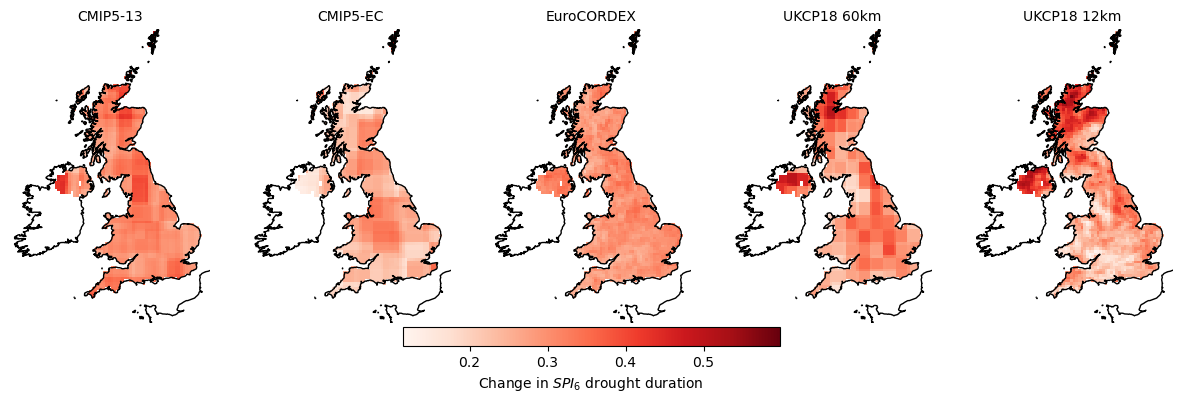 CMIP5-13 CMIP5-EC EuroCORDEX UKCP18 60km UKCP18 12km
0.2 0.3 0.4 0.5
Change in SPI₆ drought duration